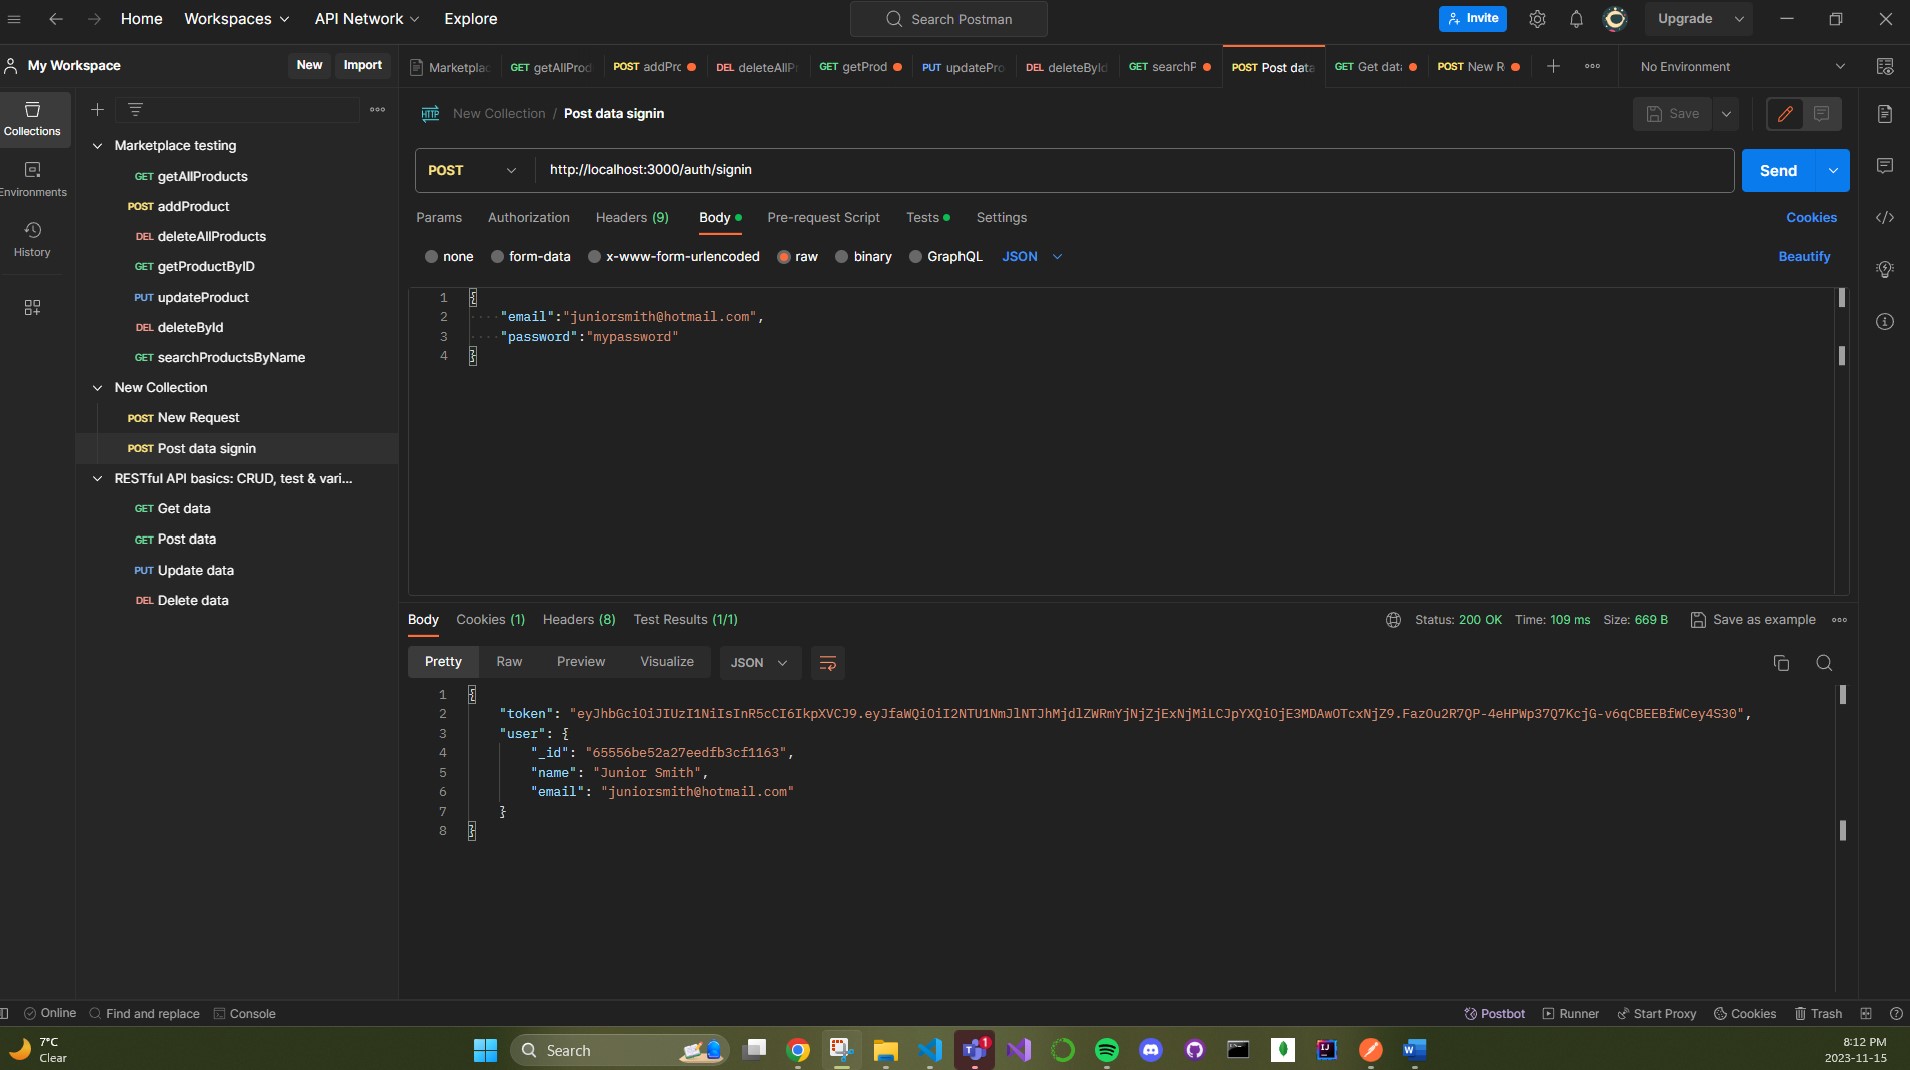 Home Workspaces API Network Explore Search Postman Invite Upgrade
My Workspace New Import Marketplac GET getAllProd POST addPro DEL deleteAllPr GET getProd PUT updatePro DEL deleteById GET searchP POST Post data GET Get data POST New R No Environment
Collections
Environments
History
Marketplace testing
GET getAllProducts
POST addProduct
DEL deleteAllProducts
GET getProductByID
PUT updateProduct
DEL deleteById
GET searchProductsByName
New Collection
POST New Request
POST Post data signin
RESTful API basics: CRUD, test & vari...
GET Get data
GET Post data
PUT Update data
DEL Delete data
HTTP New Collection / Post data signin Save
POST http://localhost:3000/auth/signin Send
Params Authorization Headers (9) Body Pre-request Script Tests Settings Cookies
none form-data x-www-form-urlencoded raw binary GraphQL JSON Beautify
1 {
2 "email":"juniorsmith@hotmail.com",
3 "password":"mypassword"
4 }
Body Cookies (1) Headers (8) Test Results (1/1) Status: 200 OK Time: 109 ms Size: 669 B Save as example
Pretty Raw Preview Visualize JSON
1 {
2 "token": "eyJhbGciOiJIUzI1NiIsInR5cCI6IkpXVCJ9.eyJfaWQiOiI2NTU1NmJlNTJhMjdlZWRmYjNjZjExNjMiLCJpYXQiOjE3MDAwOTcxNjZ9.FazOu2R7QP-4eHPWp37Q7KcjG-v6qCBEEBfWCey4S30",
3 "user": {
4 "_id": "65556be52a27eedfb3cf1163",
5 "name": "Junior Smith",
6 "email": "juniorsmith@hotmail.com"
7 }
8 }
Online Find and replace Console Postbot Runner Start Proxy Cookies Trash
7°C
Clear
Search
1
8:12 PM
2023-11-15